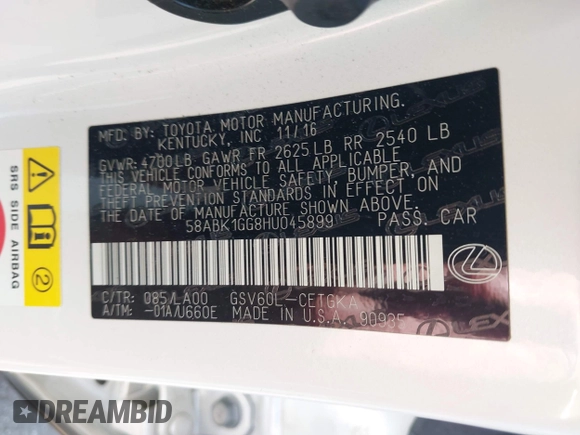 MFD. BY: TOYOTA MOTOR MANUFACTURING.
KENTUCKY, INC 11/16
GVWR: 4780LB GAWR FR 2625LB RR 2540 LB
THIS VEHICLE CONFORMS TO ALL APPLICABLE
FEDERAL MOTOR VEHICLE SAFETY, BUMPER, AND
THEFT PREVENTION STANDARDS IN EFFECT ON
THE DATE OF MANUFACTURE SHOWN ABOVE.
58ABK1GG8HU045899 PASS. CAR
C/TR: 085/LA00 GSV60L-CETGKA
A/TM: -01A/U660E MADE IN U.S.A.
SRS SIDE AIRBAG
2
LEXUS
DREAMBID